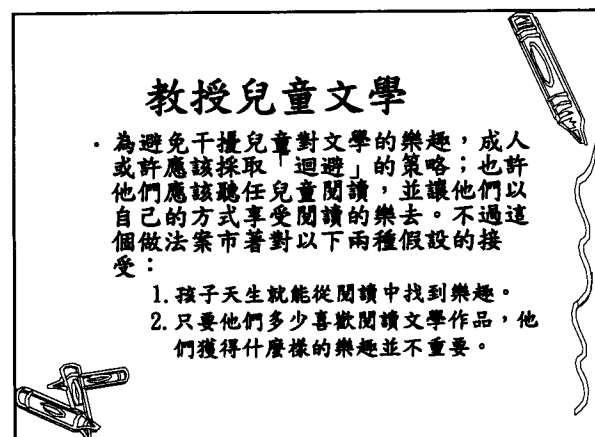 教授兒童文學
・為避免干擾兒童對文學的樂趣，成人
或許應該採取「迴避」的策略；也許
他們應該聽任兒童閱讀，並讓他們以
自己的方式享受閱讀的樂去。不過這
個做法案市著對以下兩種假設的接
受：
1. 孩子天生就能從閱讀中找到樂趣。
2. 只要他們多少喜歡閱讀文學作品，他
們獲得什麼樣的樂趣並不重要。